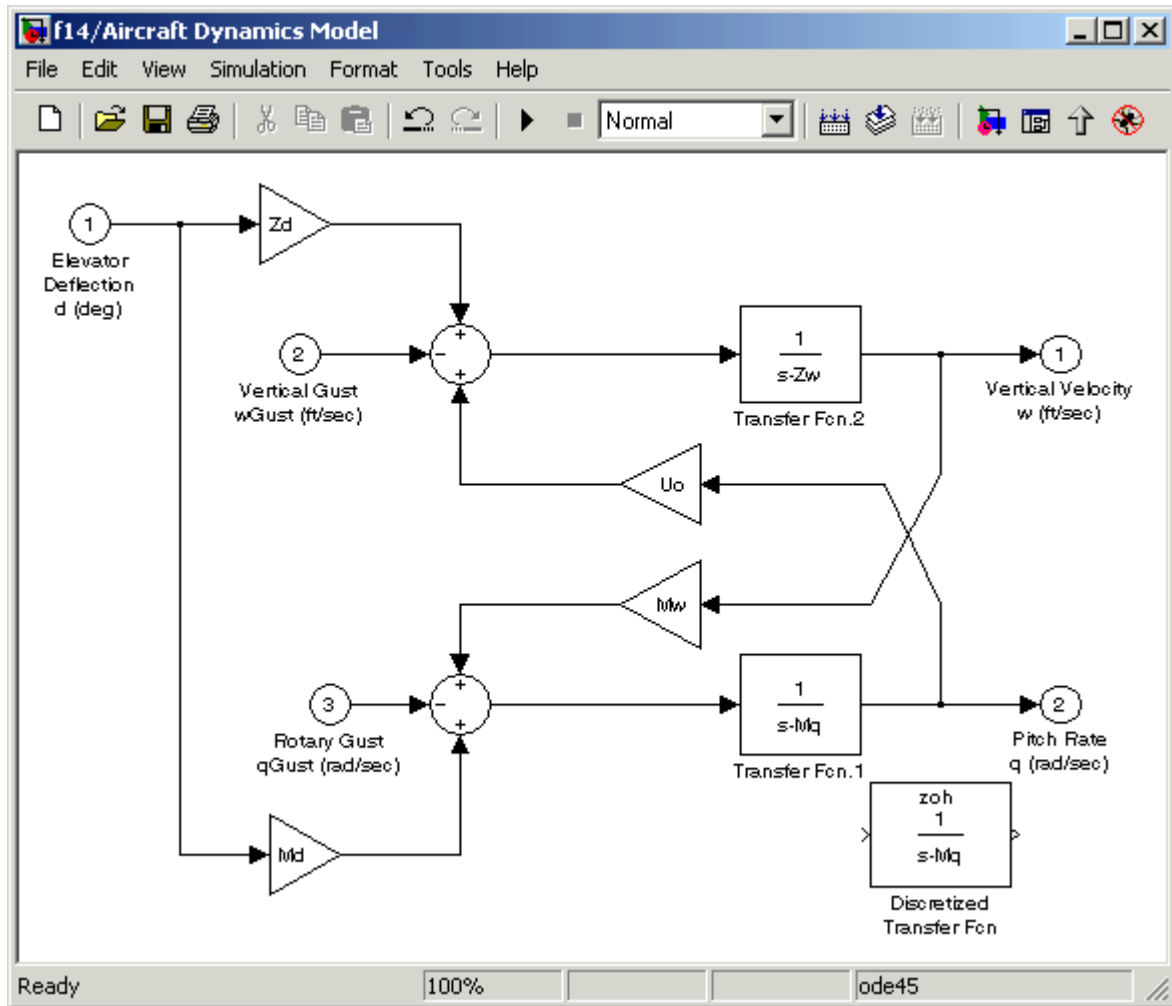 f14/Aircraft Dynamics Model
File Edit View Simulation Format Tools Help
Normal
1
Elevator
Deflection
d (deg)
Zd
+
-
+
2
Vertical Gust
wGust (ft/sec)
1
s-Zw
Transfer Fcn.2
1
Vertical Velocity
w (ft/sec)
Uo
Mw
+
-
+
3
Rotary Gust
qGust (rad/sec)
1
s-Mq
Transfer Fcn.1
2
Pitch Rate
q (rad/sec)
Md
zoh
1
s-Mq
Discretized
Transfer Fcn
Ready 100% ode45